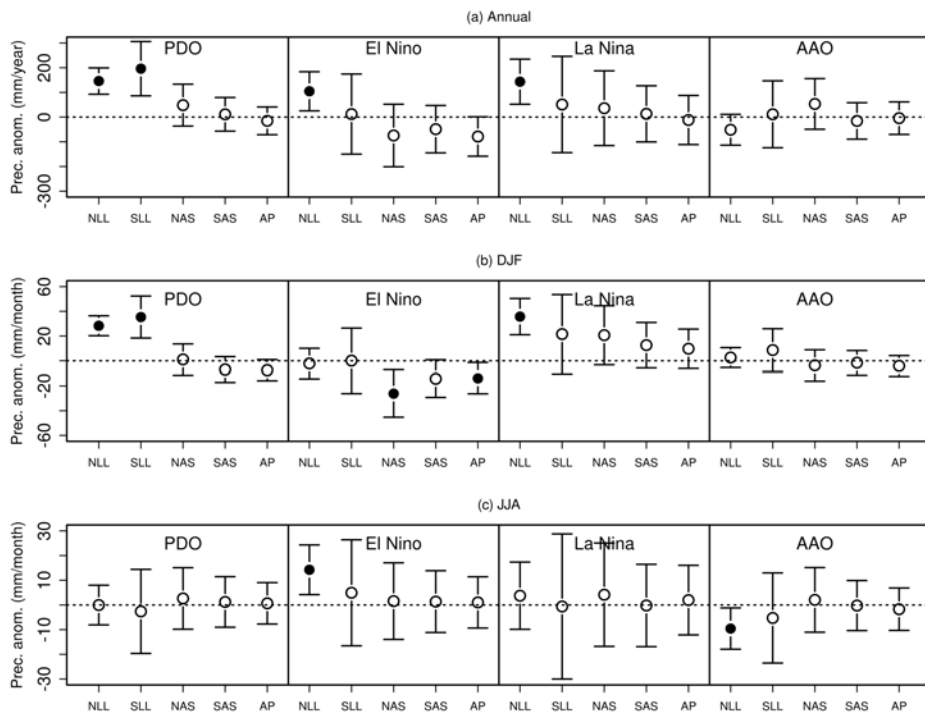 (a) Annual
PDO El Nino La Nina AAO
Prec. anom. (mm/year)
200
0
-300
NLL SLL NAS SAS AP NLL SLL NAS SAS AP NLL SLL NAS SAS AP NLL SLL NAS SAS AP
(b) DJF
PDO El Nino La Nina AAO
Prec. anom. (mm/month)
60
20
-20
-60
NLL SLL NAS SAS AP NLL SLL NAS SAS AP NLL SLL NAS SAS AP NLL SLL NAS SAS AP
(c) JJA
PDO El Nino La Nina AAO
Prec. anom. (mm/month)
30
10
-10
-30
NLL SLL NAS SAS AP NLL SLL NAS SAS AP NLL SLL NAS SAS AP NLL SLL NAS SAS AP